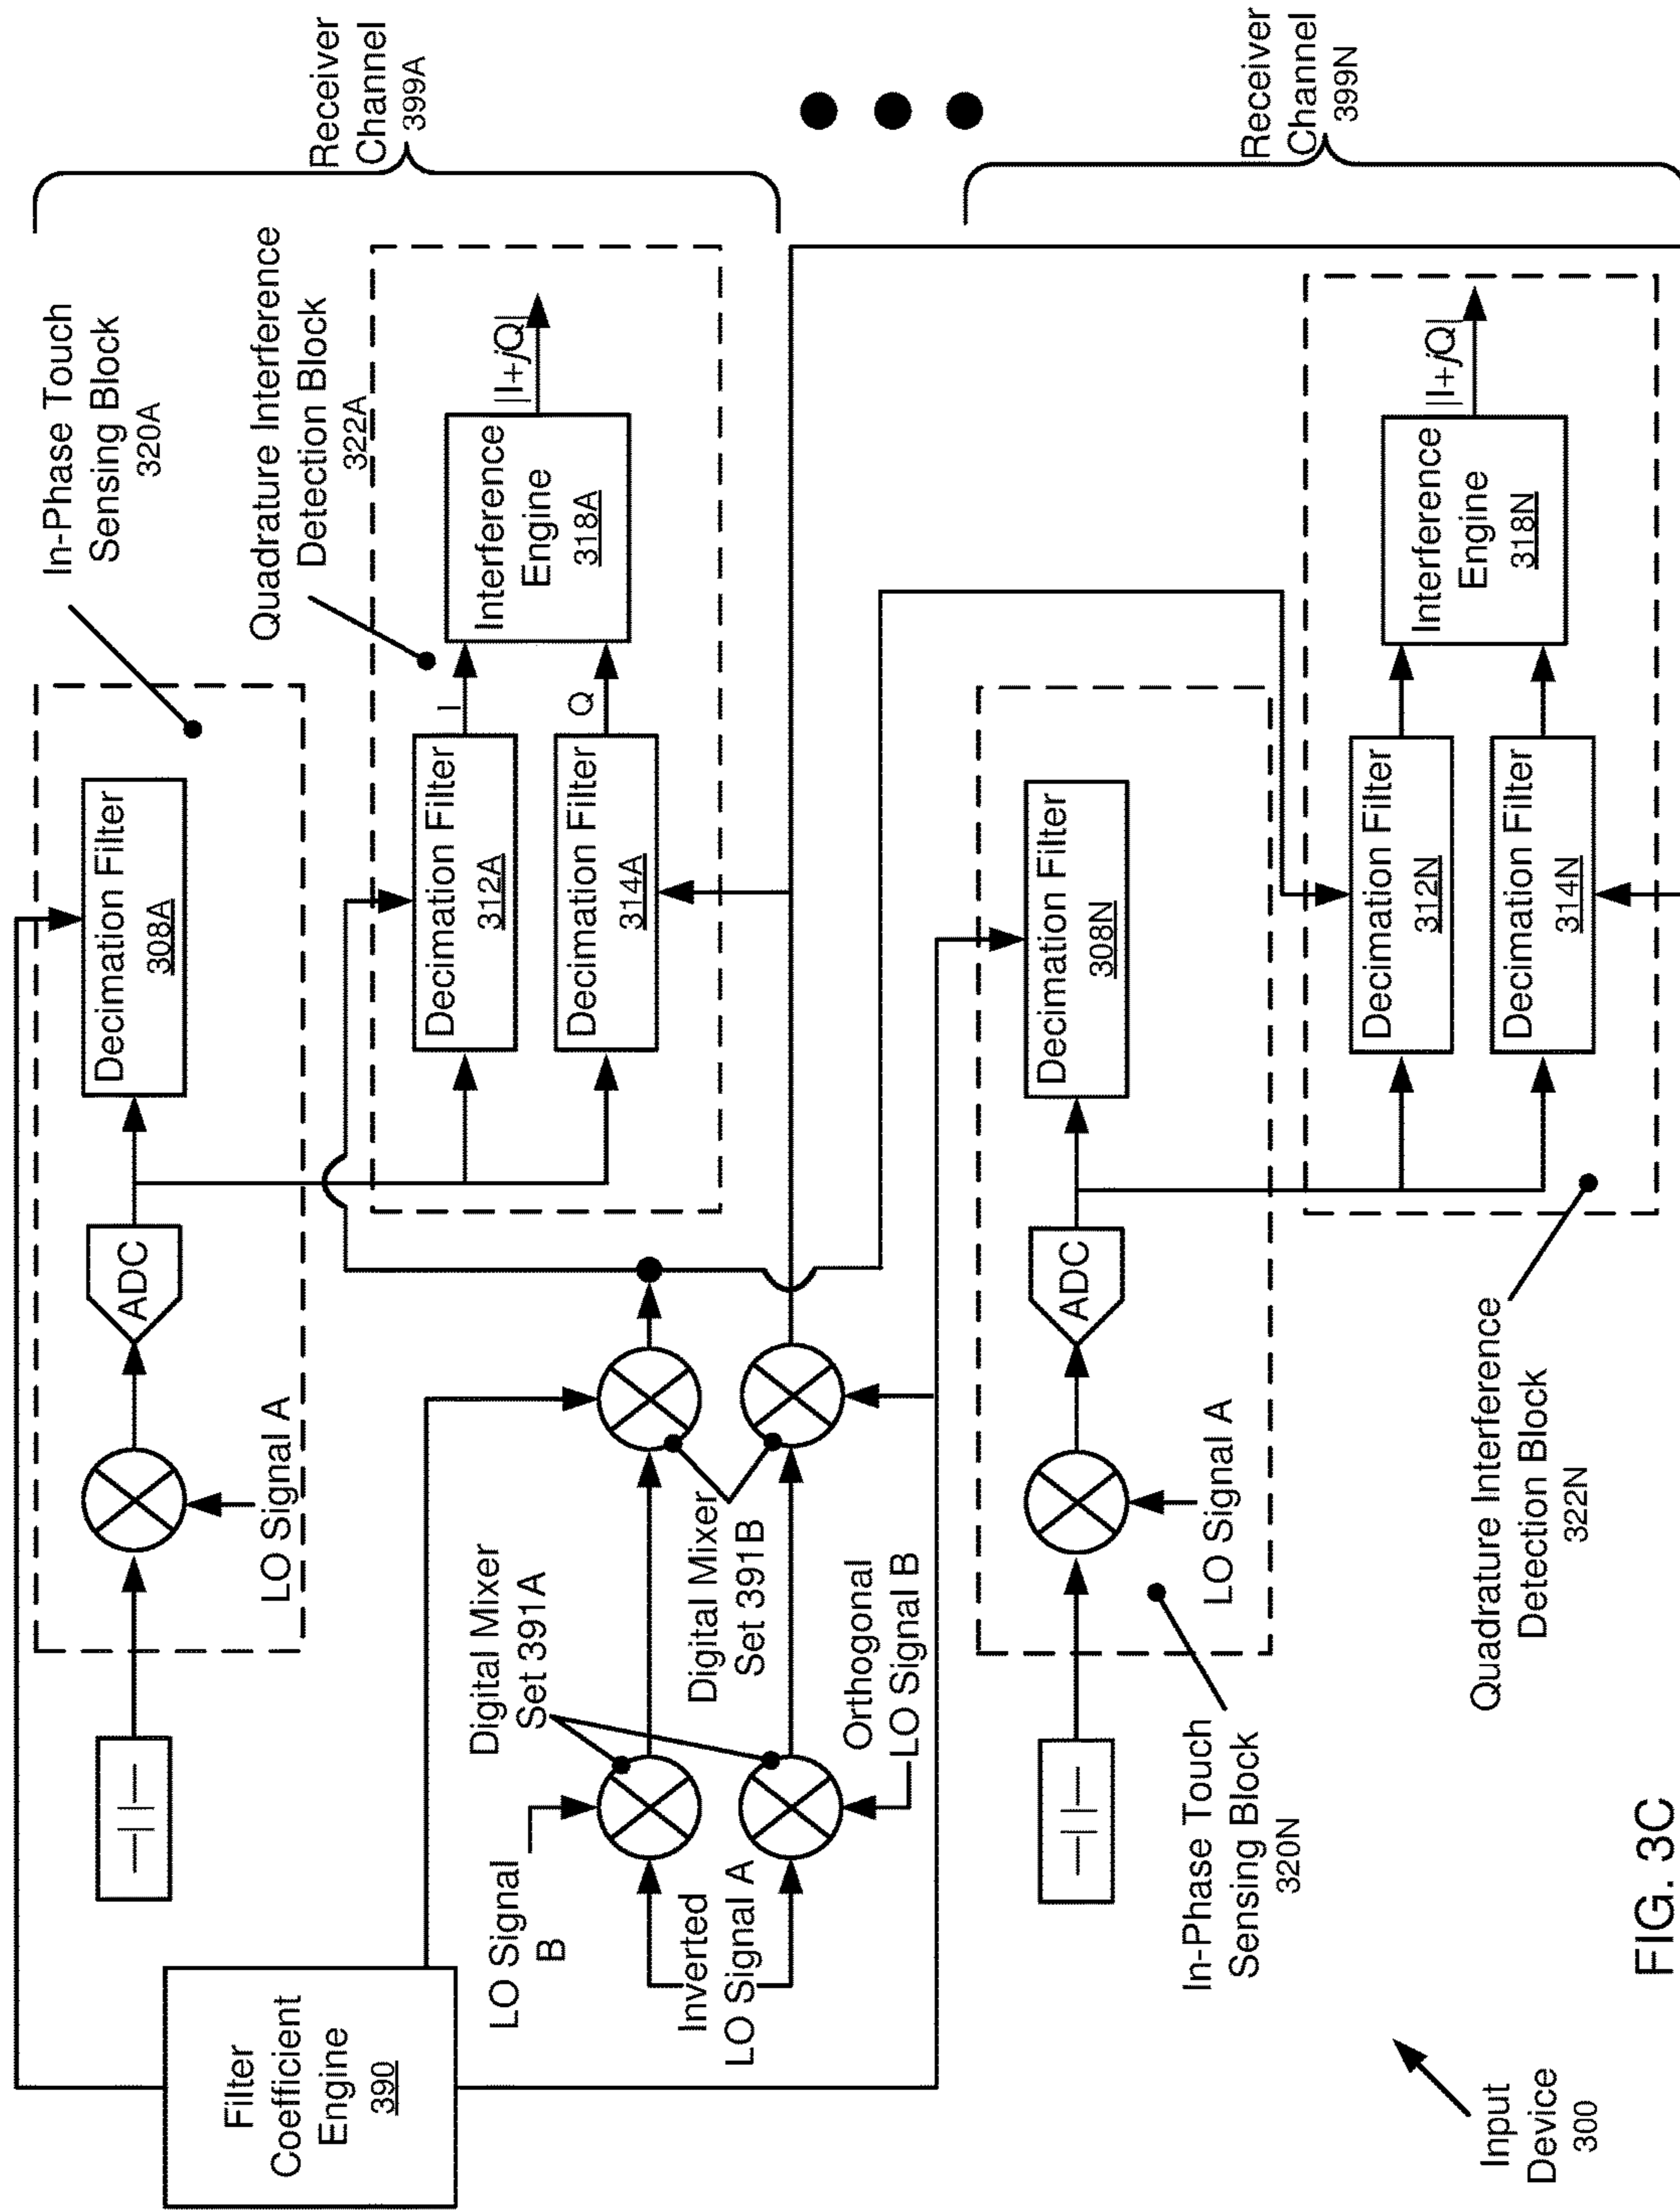 In-Phase Touch
Sensing Block
320A
Receiver
Channel
399A
Filter
Coefficient
Engine
390
LO Signal A
ADC
Decimation Filter
308A
Quadrature Interference
Detection Block
322A
Decimation Filter
312A
I
Decimation Filter
314A
Q
Interference
Engine
318A
||I+jQ||
LO Signal
B
Inverted
LO Signal A
Digital Mixer
Set 391A
Digital Mixer
Set 391B
Orthogonal
LO Signal B
Receiver
Channel
399N
In-Phase Touch
Sensing Block
320N
LO Signal A
ADC
Decimation Filter
308N
Decimation Filter
312N
Decimation Filter
314N
Interference
Engine
318N
||I+jQ||
Quadrature Interference
Detection Block
322N
Input
Device
300
FIG. 3C